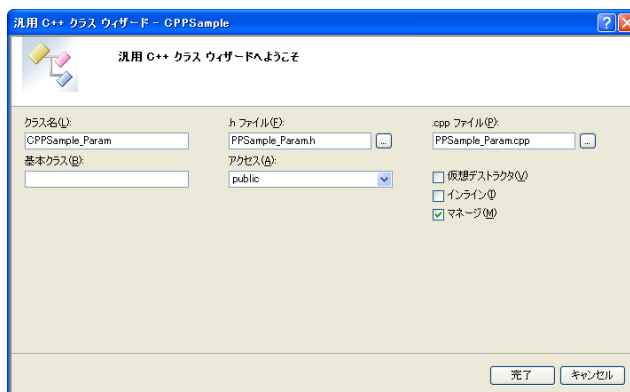 汎用 C++ クラス ウィザード - CPPSample
汎用 C++ クラス ウィザードへようこそ
クラス名(L): .h ファイル(F): .cpp ファイル(P):
CPPSample_Param PPSample_Param.h ... PPSample_Param.cpp ...
基本クラス(B): アクセス(A):
public
仮想デストラクタ(V)
インライン(I)
マネージ(M)
完了 キャンセル